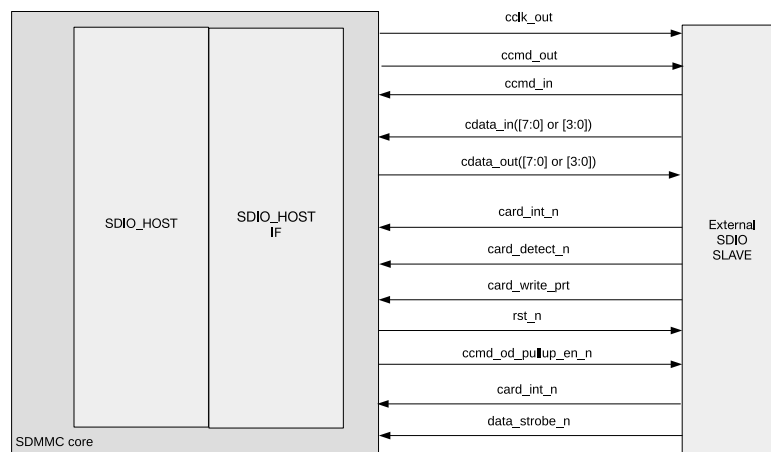 cclk_out
ccmd_out
ccmd_in
cdata_in([7:0] or [3:0])
cdata_out([7:0] or [3:0])
SDIO_HOST
SDIO_HOST
IF
card_int_n
card_detect_n
card_write_prt
rst_n
ccmd_od_pullup_en_n
card_int_n
data_strobe_n
External
SDIO
SLAVE
SDMMC core